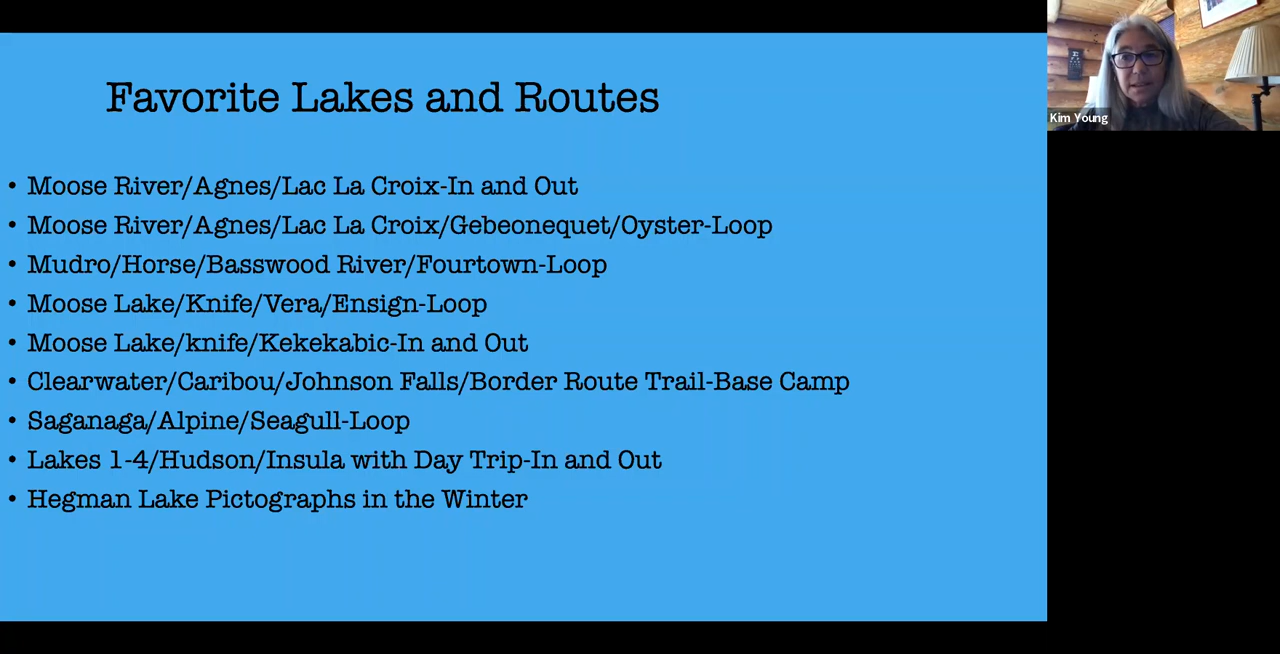 Favorite Lakes and Routes
• Moose River/Agnes/Lac La Croix-In and Out
• Moose River/Agnes/Lac La Croix/Gebeonequet/Oyster-Loop
• Mudro/Horse/Basswood River/Fourtown-Loop
• Moose Lake/Knife/Vera/Ensign-Loop
• Moose Lake/knife/Kekekabic-In and Out
• Clearwater/Caribou/Johnson Falls/Border Route Trail-Base Camp
• Saganaga/Alpine/Seagull-Loop
• Lakes 1-4/Hudson/Insula with Day Trip-In and Out
• Hegman Lake Pictographs in the Winter
Kim Young